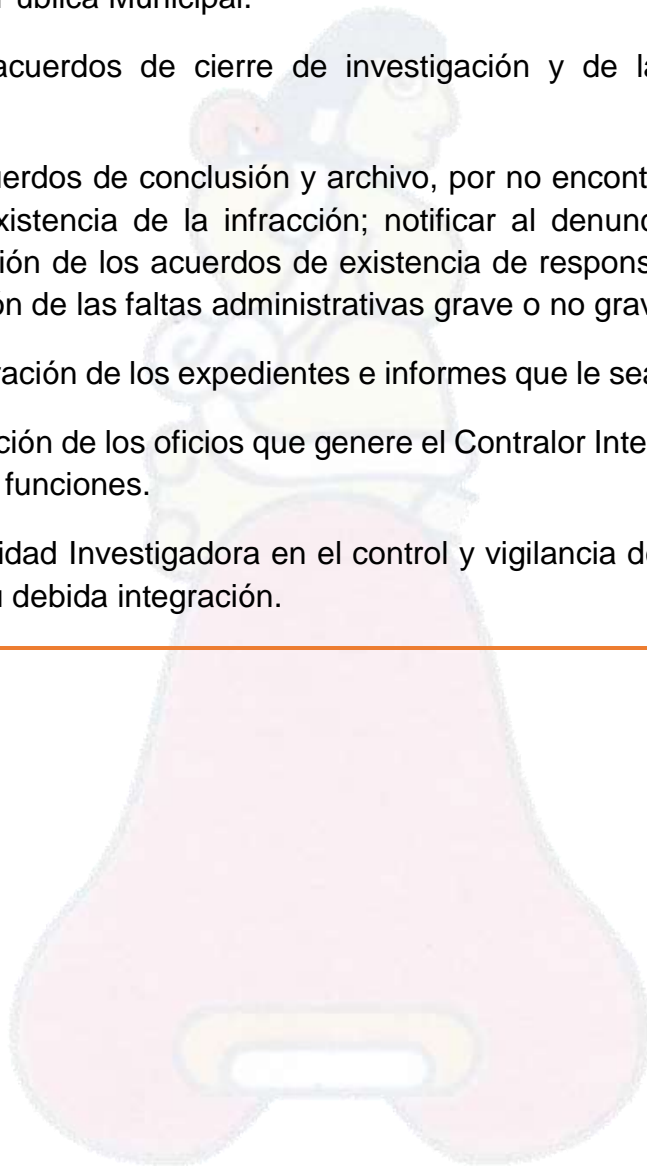 Pública Municipal.
acuerdos de cierre de investigación y de la
uerdos de conclusión y archivo, por no encont
xistencia de la infracción; notificar al denunc
ión de los acuerdos de existencia de respons
ón de las faltas administrativas grave o no grav
ración de los expedientes e informes que le sea
ción de los oficios que genere el Contralor Inte
funciones.
idad Investigadora en el control y vigilancia de
u debida integración.